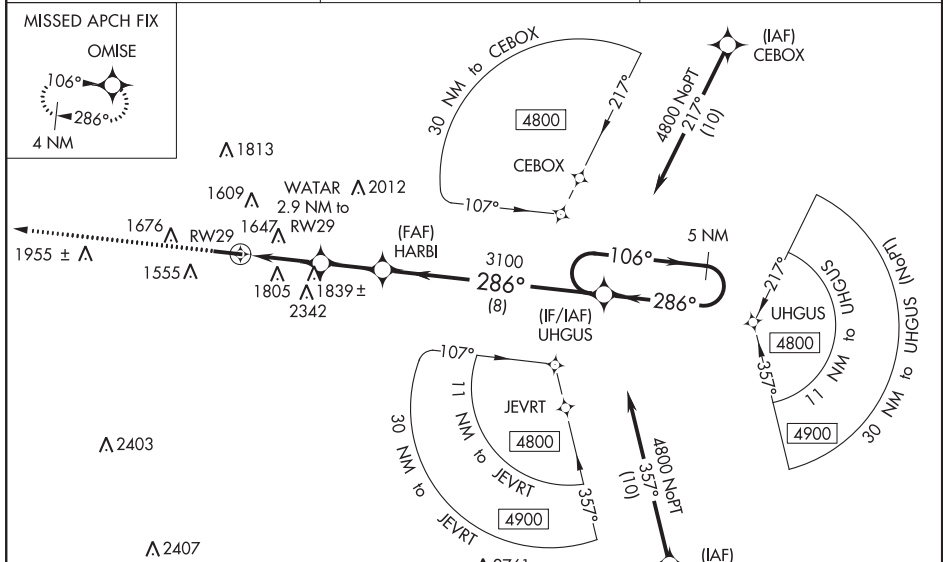 MISSED APCH FIX
OMISE
106°
286°
4 NM
30 NM to CEBOX
4800
217°
CEBOX
107°
(IAF)
CEBOX
4800 NoPT
217°
(10)
1813
1609
WATAR
2.9 NM to
RW29
2012
1676
RW29
1647
1955 ±
1555
1805
1839 ±
2342
(FAF)
HARBI
3100
286°
(8)
(IF/IAF)
UHGUS
106°
5 NM
286°
217°
UHGUS
4800
357°
11 NM to UHGUS
4900
30 NM to UHGUS (NoPT)
107°
JEVRT
4800
11 NM to JEVRT
357°
4900
30 NM to JEVRT
4800 NoPT
357°
(10)
(IAF)
2403
2407